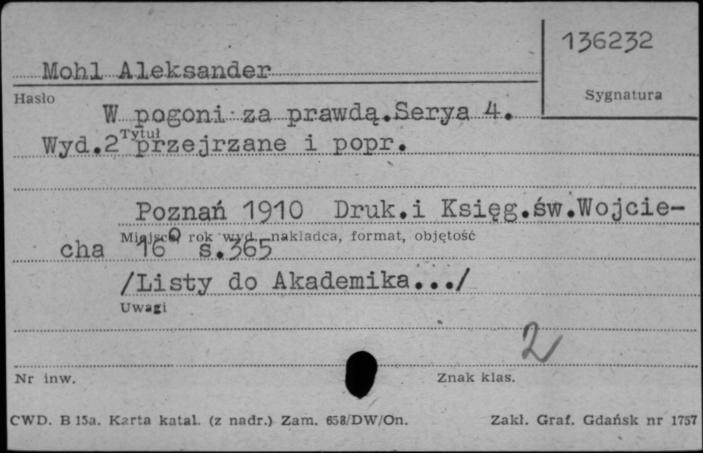 136232
Mohl Aleksander
Hasło
Sygnatura
W pogoni za prawdą.Serya 4.
Tytuł
Wyd.2 przejrzane i popr.
Poznań 1910 Druk.i Księg.św.Wojcie-
Miejsce, rok wyd., nakładca, format, objętość
cha 16° s.365
/Listy do Akademika.../
Uwagi
2
Nr inw.
Znak klas.
CWD. B 15a. Karta katal. (z nadr.) Zam. 658/DW/On.
Zakł. Graf. Gdańsk nr 1757